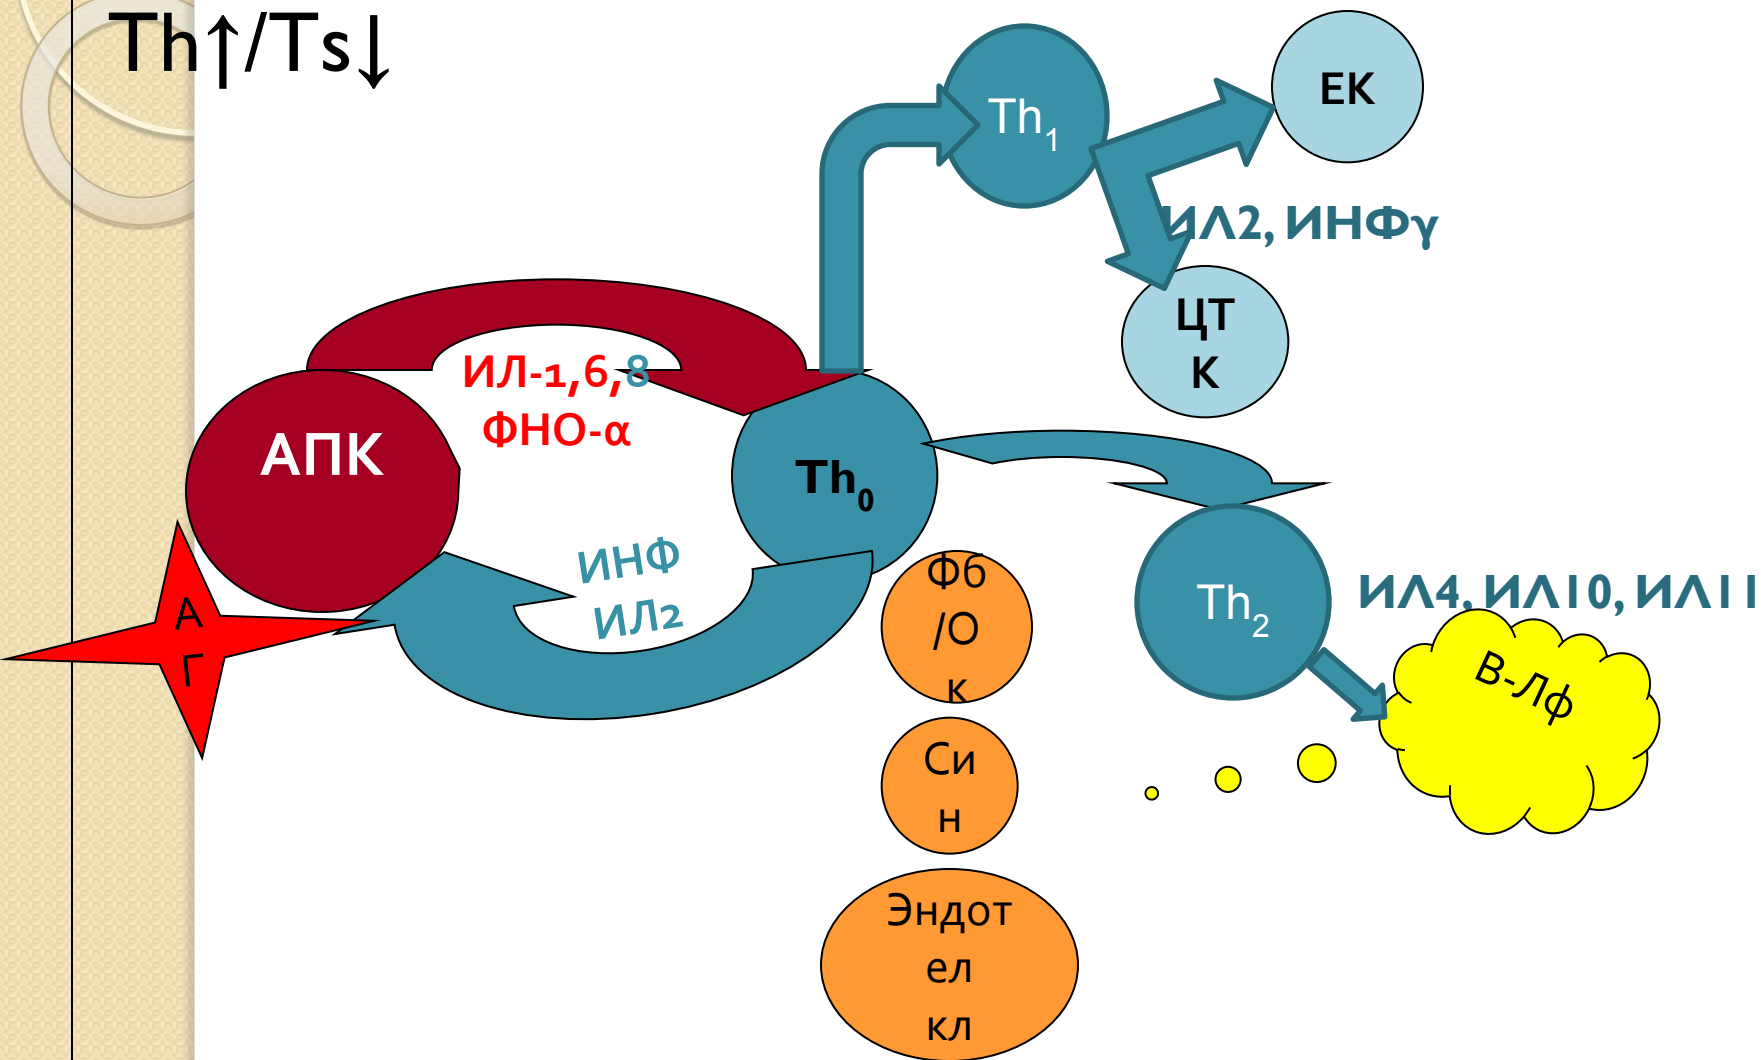 Th↑/Ts↓
Th₁
ЕК
ИЛ2, ИНФγ
ЦТ
К
ИЛ-1,6,8
ФНО-α
АПК
Th₀
ИНФ
ИЛ2
А
Г
Фб
/О
к
Th₂
ИЛ4, ИЛ10, ИЛ11
В-Лф
Си
н
Эндот
ел
кл